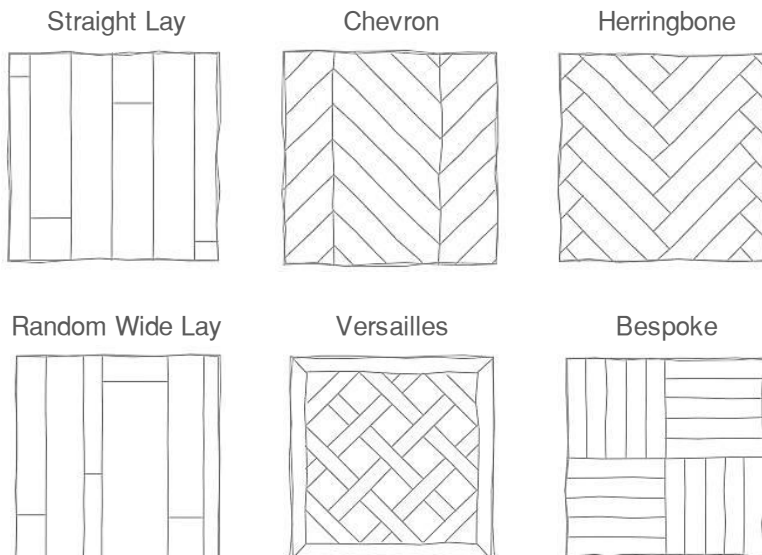 Straight Lay
Chevron
Herringbone
Random Wide Lay
Versailles
Bespoke